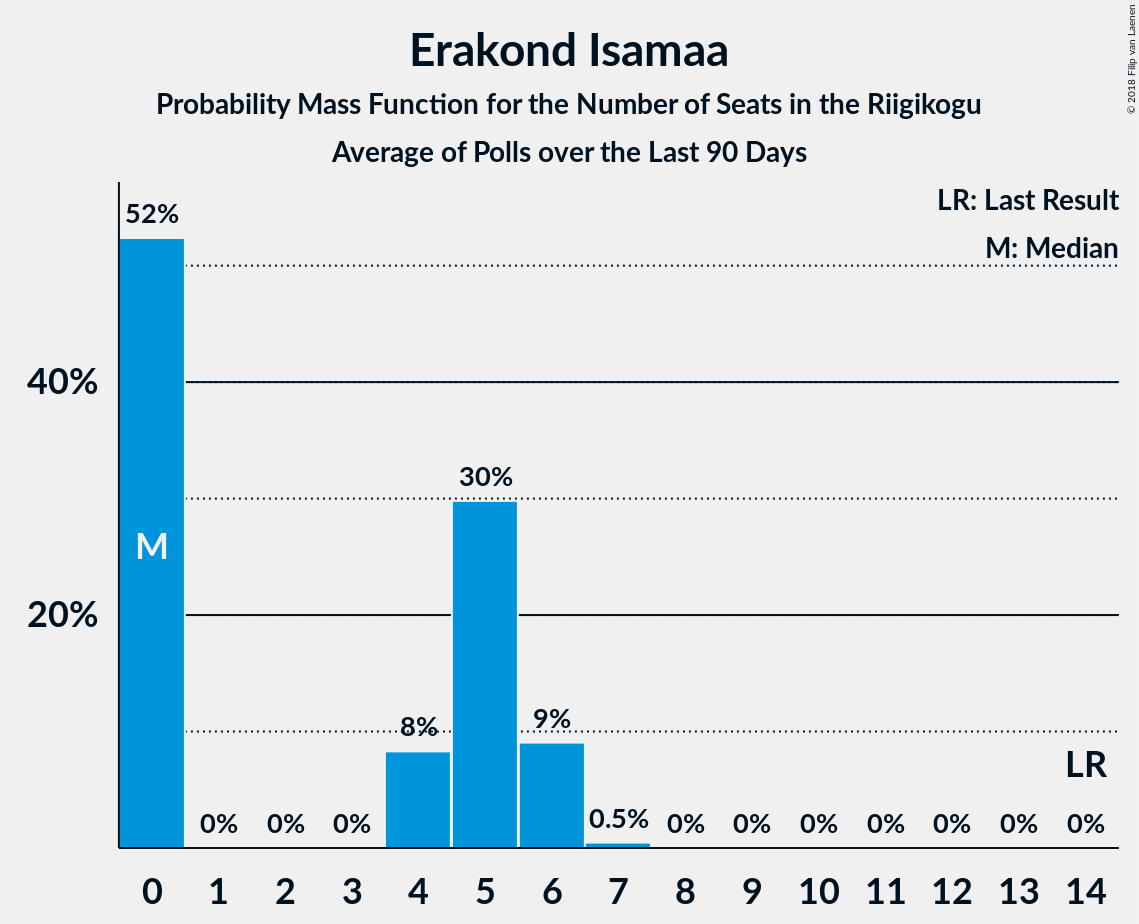 Erakond Isamaa
Probability Mass Function for the Number of Seats in the Riigikogu
Average of Polls over the Last 90 Days
© 2018 Filip van Laenen
LR: Last Result
M: Median
52%
40%
30%
M
20%
8%
9%
LR
0% 0% 0% 0.5% 0% 0% 0% 0% 0% 0% 0%
0 1 2 3 4 5 6 7 8 9 10 11 12 13 14